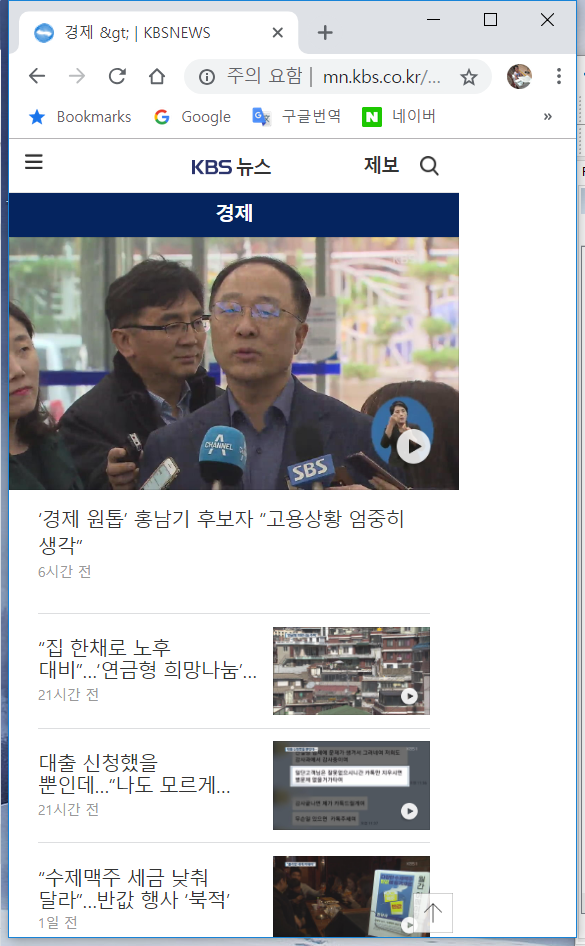 경제 &gt; | KBSNEWS
주의 요함 | mn.kbs.co.kr/...
Bookmarks Google 구글번역 네이버 »
KBS 뉴스 제보
경제
CHANNEL A
SBS
'경제 원톱' 홍남기 후보자 “고용상황 엄중히
생각”
6시간 전
“집 한채로 노후
대비”…‘연금형 희망나눔’…
21시간 전
대출 신청했을
뿐인데…“나도 모르게…
21시간 전
“수제맥주 세금 낮춰
달라”…반값 행사 ‘북적’
1일 전